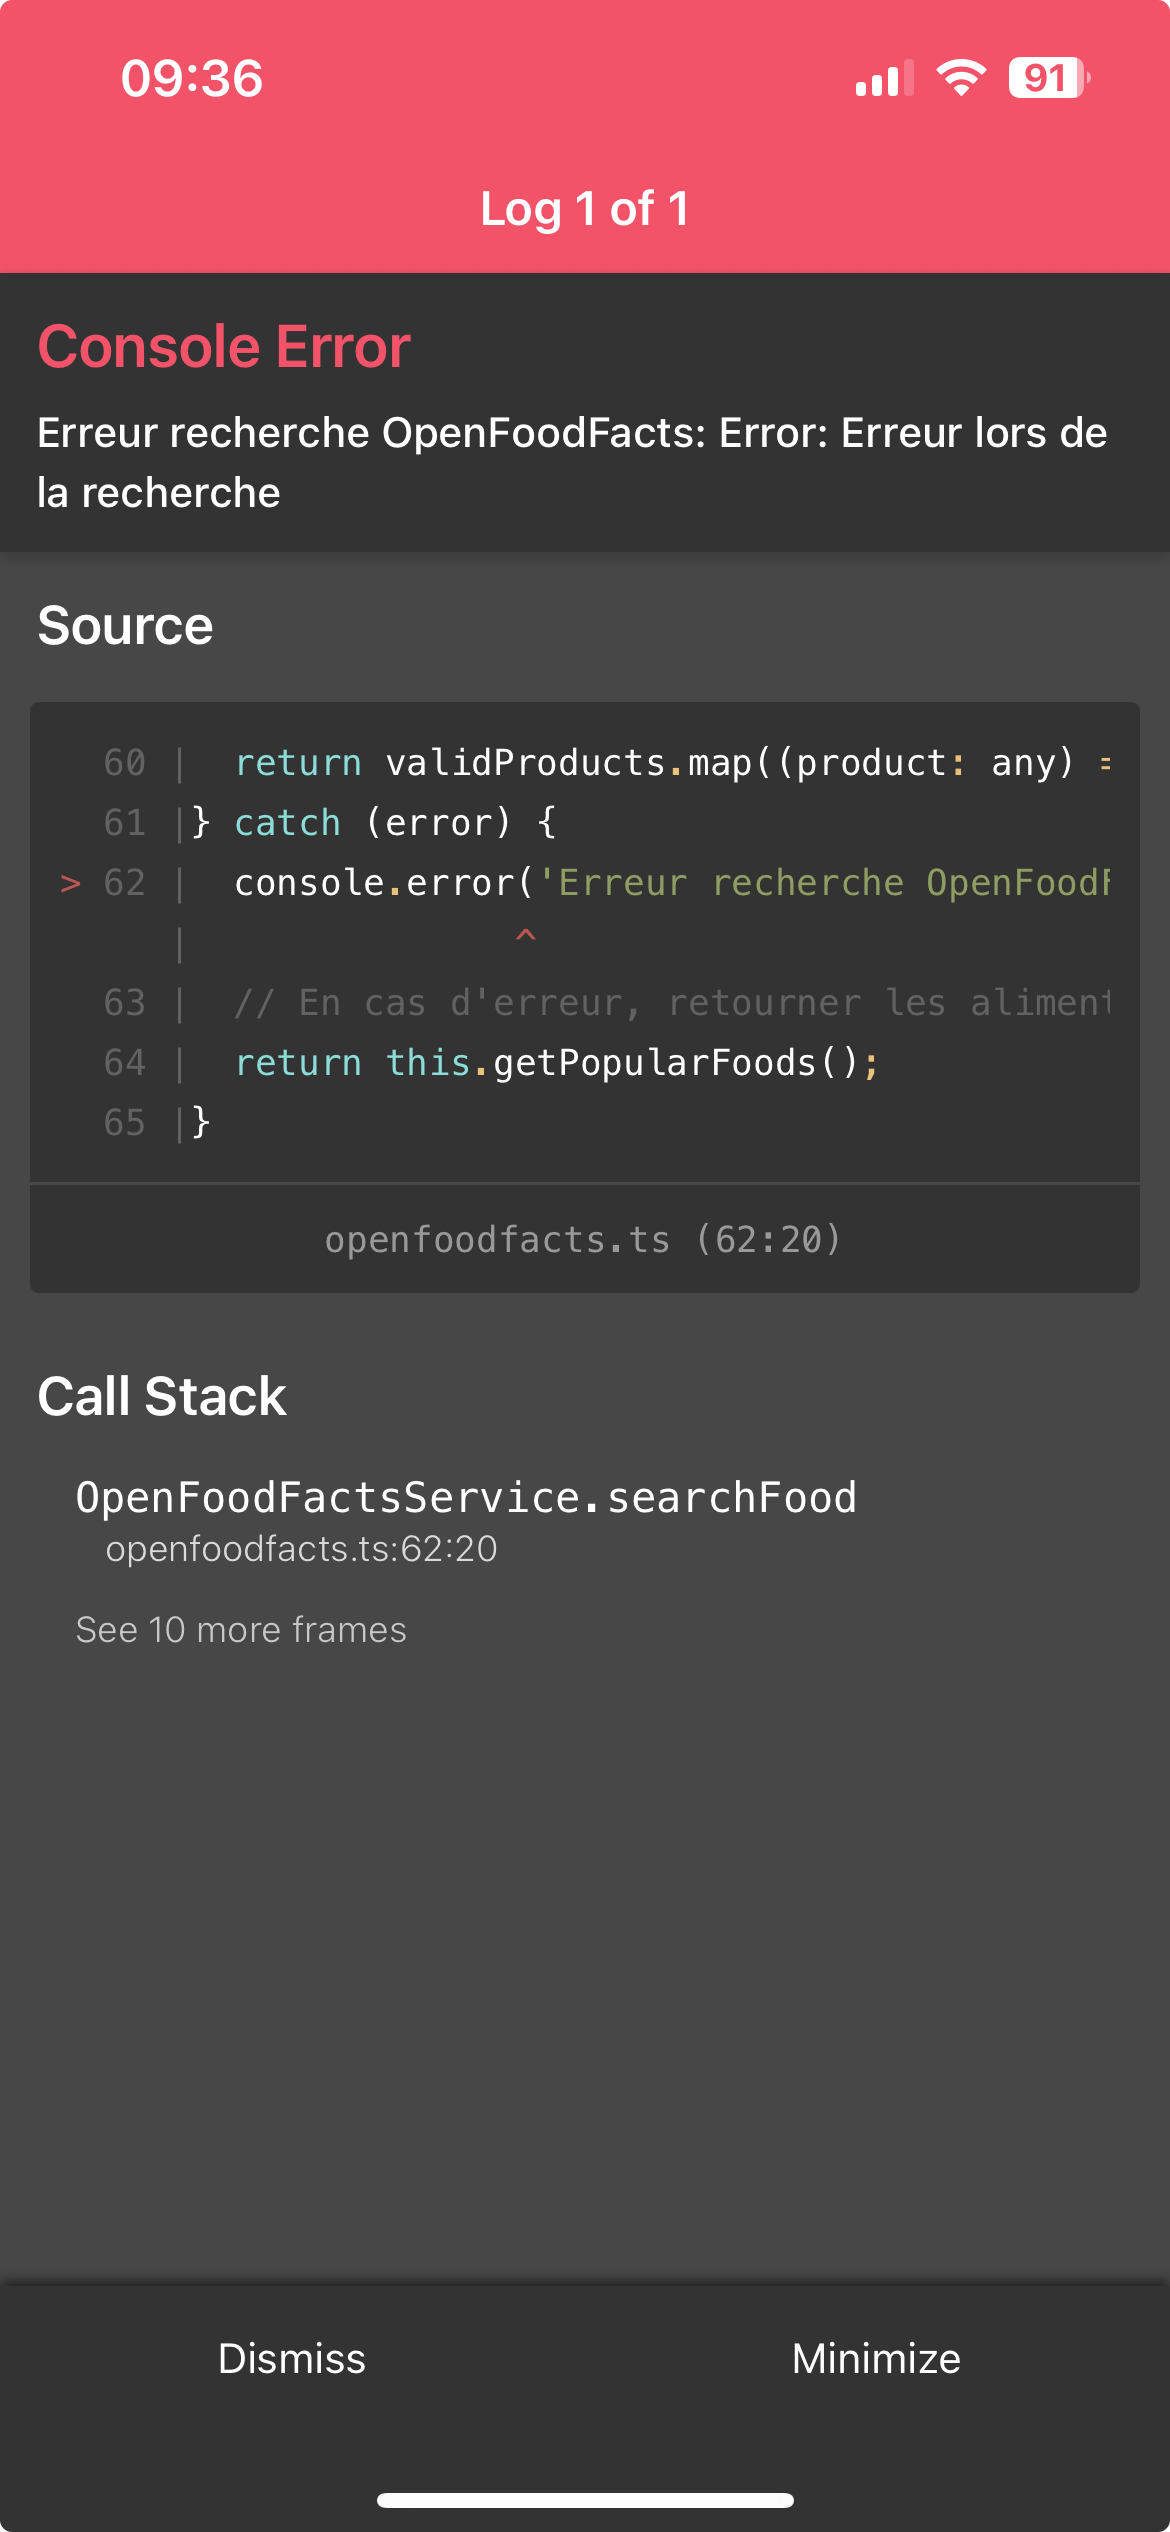 09:36
91
Log 1 of 1
Console Error
Erreur recherche OpenFoodFacts: Error: Erreur lors de
la recherche
Source
60 |  return validProducts.map((product: any) =
61 |} catch (error) {
> 62 |  console.error('Erreur recherche OpenFoodF
|               ^
63 |  // En cas d'erreur, retourner les aliment
64 |  return this.getPopularFoods();
65 |}
openfoodfacts.ts (62:20)
Call Stack
OpenFoodFactsService.searchFood
openfoodfacts.ts:62:20
See 10 more frames
Dismiss
Minimize